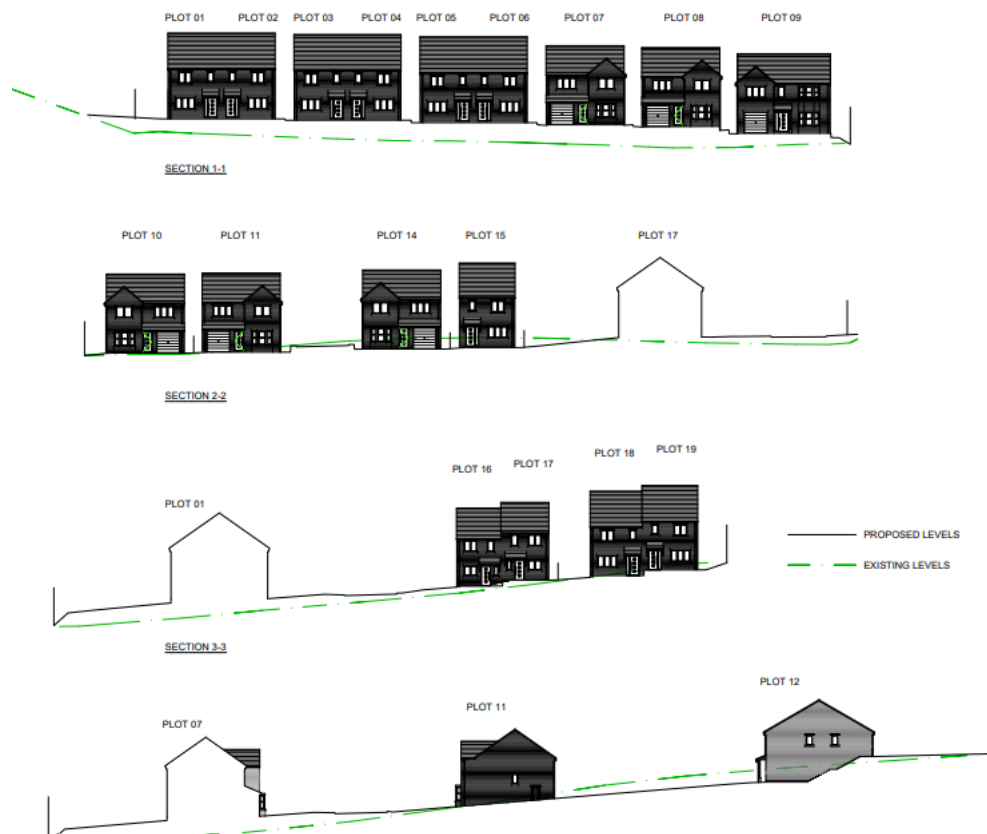 PLOT 01 PLOT 02 PLOT 03 PLOT 04 PLOT 05 PLOT 06 PLOT 07 PLOT 08 PLOT 09
SECTION 1-1
PLOT 10 PLOT 11 PLOT 14 PLOT 15 PLOT 17
SECTION 2-2
PLOT 16 PLOT 17 PLOT 18 PLOT 19
PLOT 01
PROPOSED LEVELS
EXISTING LEVELS
SECTION 3-3
PLOT 07 PLOT 11 PLOT 12